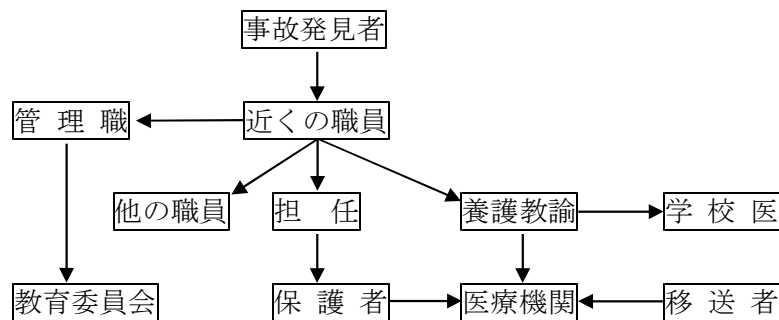 事故発見者
管理職
近くの職員
他の職員
担任
養護教諭
学校医
教育委員会
保護者
医療機関
移送者